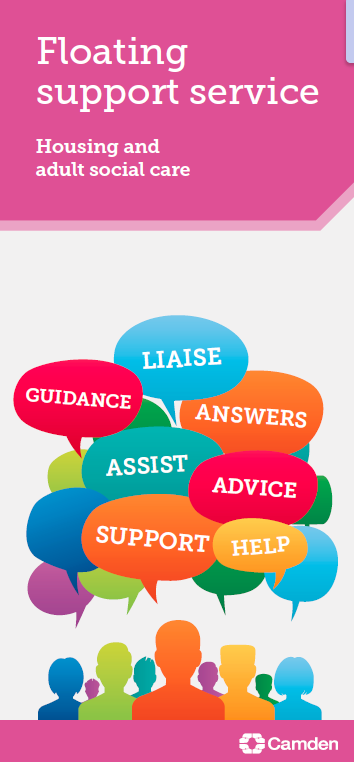 Floating
support service
Housing and
adult social care
LIAISE
GUIDANCE
ANSWERS
ASSIST
ADVICE
SUPPORT
HELP
Camden